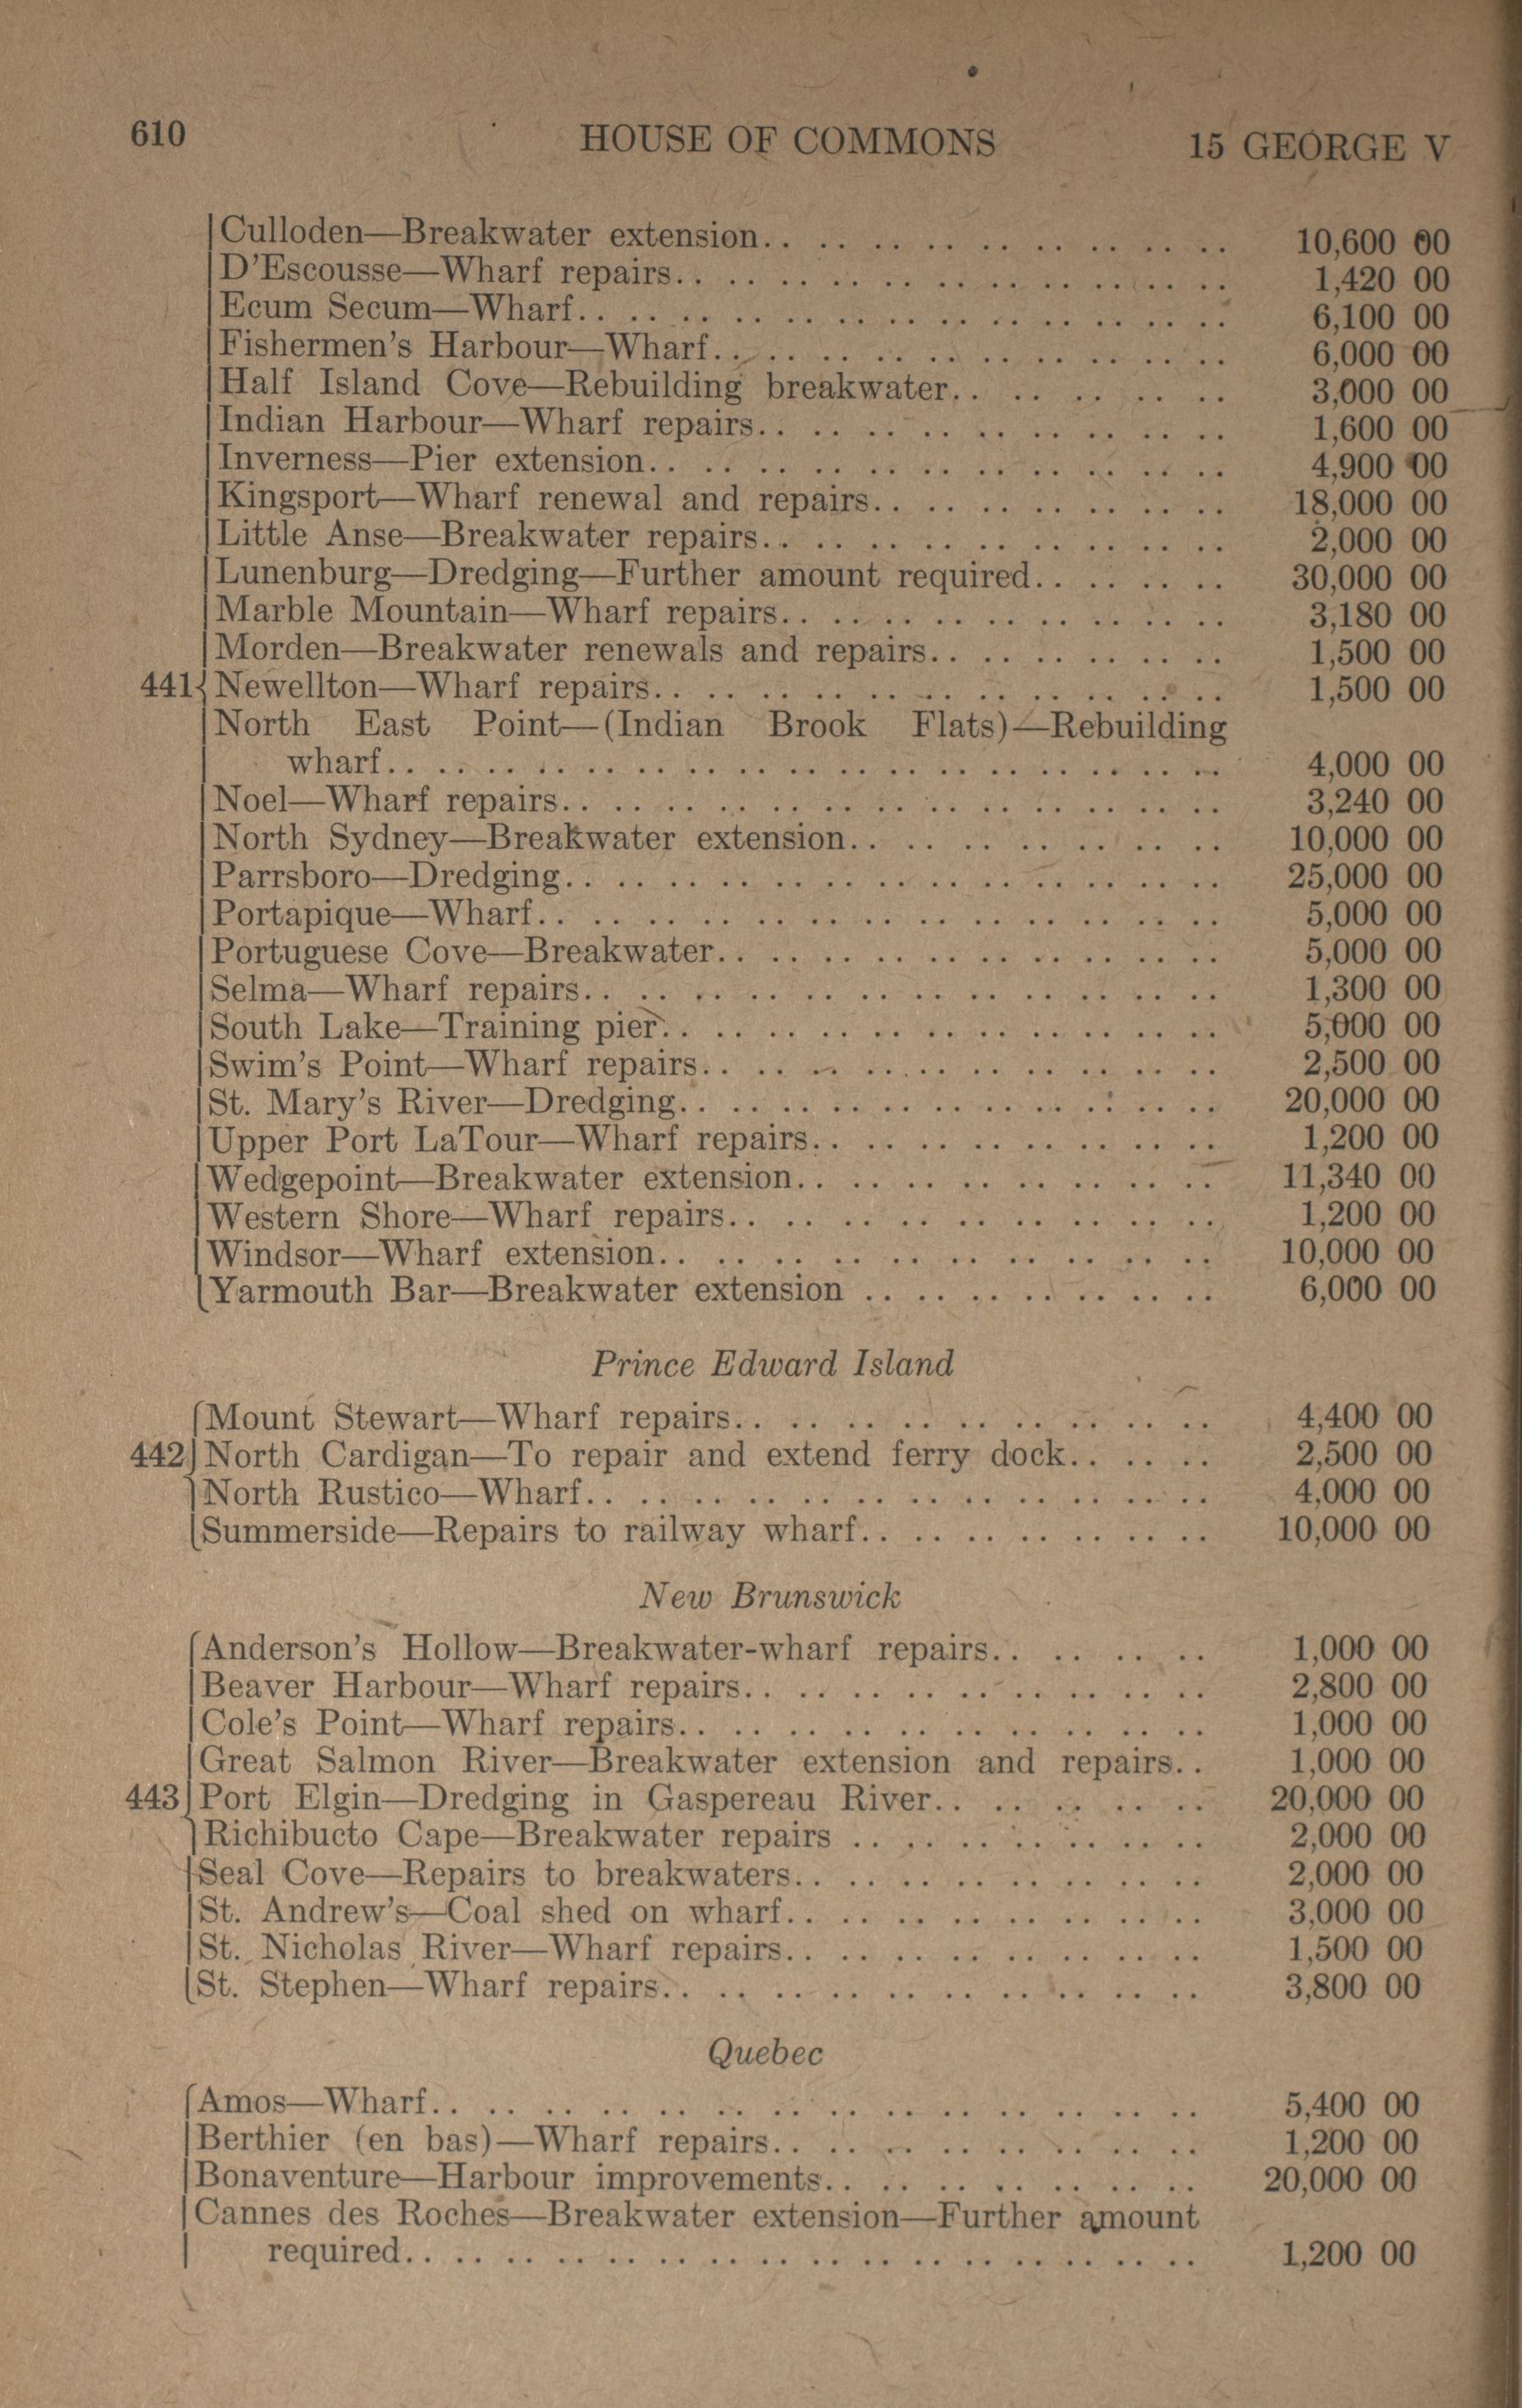 610 HOUSE OF COMMONS 15 GEORGE V
Culloden—Breakwater extension.. .. .. .. .. .. .. .. .. 10,600 00
D'Escousse—Wharf repairs.. .. .. .. .. .. .. .. .. .. .. 1,420 00
Ecum Secum—Wharf.. .. .. .. .. .. .. .. .. .. .. .. .. 6,100 00
Fishermen's Harbour—Wharf.. .. .. .. .. .. .. .. .. .. 6,000 00
Half Island Cove—Rebuilding breakwater.. .. .. .. .. .. 3,000 00
Indian Harbour—Wharf repairs.. .. .. .. .. .. .. .. .. 1,600 00
Inverness—Pier extension.. .. .. .. .. .. .. .. .. .. .. 4,900 00
Kingsport—Wharf renewal and repairs.. .. .. .. .. .. .. 18,000 00
Little Anse—Breakwater repairs.. .. .. .. .. .. .. .. .. 2,000 00
Lunenburg—Dredging—Further amount required.. .. .. .. 30,000 00
Marble Mountain—Wharf repairs.. .. .. .. .. .. .. .. .. 3,180 00
Morden—Breakwater renewals and repairs.. .. .. .. .. .. 1,500 00
441 Newellton—Wharf repairs.. .. .. .. .. .. .. .. .. .. .. 1,500 00
North East Point—(Indian Brook Flats)—Rebuilding
wharf.. .. .. .. .. .. .. .. .. .. .. .. .. .. .. .. .. 4,000 00
Noel—Wharf repairs.. .. .. .. .. .. .. .. .. .. .. .. .. 3,240 00
North Sydney—Breakwater extension.. .. .. .. .. .. .. 10,000 00
Parrsboro—Dredging.. .. .. .. .. .. .. .. .. .. .. .. .. 25,000 00
Portapique—Wharf.. .. .. .. .. .. .. .. .. .. .. .. .. 5,000 00
Portuguese Cove—Breakwater.. .. .. .. .. .. .. .. .. .. 5,000 00
Selma—Wharf repairs.. .. .. .. .. .. .. .. .. .. .. .. 1,300 00
South Lake—Training pier.. .. .. .. .. .. .. .. .. .. .. 5,000 00
Swim's Point—Wharf repairs.. .. .. .. .. .. .. .. .. .. 2,500 00
St. Mary's River—Dredging.. .. .. .. .. .. .. .. .. .. .. 20,000 00
Upper Port LaTour—Wharf repairs.. .. .. .. .. .. .. .. 1,200 00
Wedgepoint—Breakwater extension.. .. .. .. .. .. .. .. 11,340 00
Western Shore—Wharf repairs.. .. .. .. .. .. .. .. .. 1,200 00
Windsor—Wharf extension.. .. .. .. .. .. .. .. .. .. .. 10,000 00
Yarmouth Bar—Breakwater extension .. .. .. .. .. .. .. 6,000 00
Prince Edward Island
Mount Stewart—Wharf repairs.. .. .. .. .. .. .. .. .. 4,400 00
442 North Cardigan—To repair and extend ferry dock.. .. .. 2,500 00
North Rustico—Wharf.. .. .. .. .. .. .. .. .. .. .. .. 4,000 00
Summerside—Repairs to railway wharf.. .. .. .. .. .. .. 10,000 00
New Brunswick
Anderson's Hollow—Breakwater-wharf repairs.. .. .. .. 1,000 00
Beaver Harbour—Wharf repairs.. .. .. .. .. .. .. .. .. 2,800 00
Cole's Point—Wharf repairs.. .. .. .. .. .. .. .. .. .. 1,000 00
Great Salmon River—Breakwater extension and repairs.. 1,000 00
443 Port Elgin—Dredging in Gaspereau River.. .. .. .. .. 20,000 00
Richibucto Cape—Breakwater repairs .. .. .. .. .. .. .. 2,000 00
Seal Cove—Repairs to breakwaters.. .. .. .. .. .. .. .. 2,000 00
St. Andrew's—Coal shed on wharf.. .. .. .. .. .. .. .. 3,000 00
St. Nicholas River—Wharf repairs.. .. .. .. .. .. .. .. 1,500 00
St. Stephen—Wharf repairs.. .. .. .. .. .. .. .. .. .. 3,800 00
Quebec
Amos—Wharf.. .. .. .. .. .. .. .. .. .. .. .. .. .. 5,400 00
Berthier (en bas)—Wharf repairs.. .. .. .. .. .. .. .. 1,200 00
Bonaventure—Harbour improvements.. .. .. .. .. .. .. 20,000 00
Cannes des Roches—Breakwater extension—Further amount
required.. .. .. .. .. .. .. .. .. .. .. .. .. .. .. .. 1,200 00